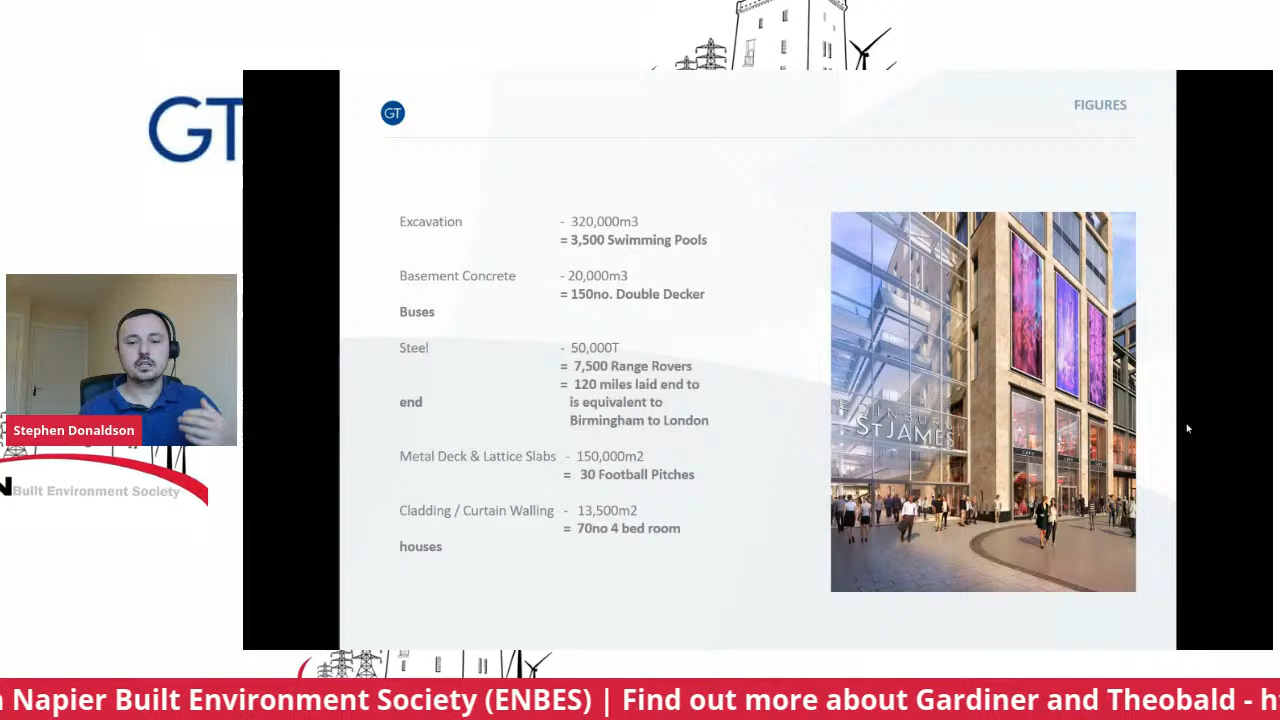 GT
GT
FIGURES
Excavation - 320,000m3
= 3,500 Swimming Pools
Basement Concrete - 20,000m3
= 150no. Double Decker
Buses
Steel - 50,000T
= 7,500 Range Rovers
= 120 miles laid end to
end is equivalent to
Birmingham to London
Metal Deck & Lattice Slabs - 150,000m2
= 30 Football Pitches
Cladding / Curtain Walling - 13,500m2
= 70no 4 bed room
houses
EDINBURGH
ST JAMES
Stephen Donaldson
N Built Environment Society
Napier Built Environment Society (ENBES) | Find out more about Gardiner and Theobald - h